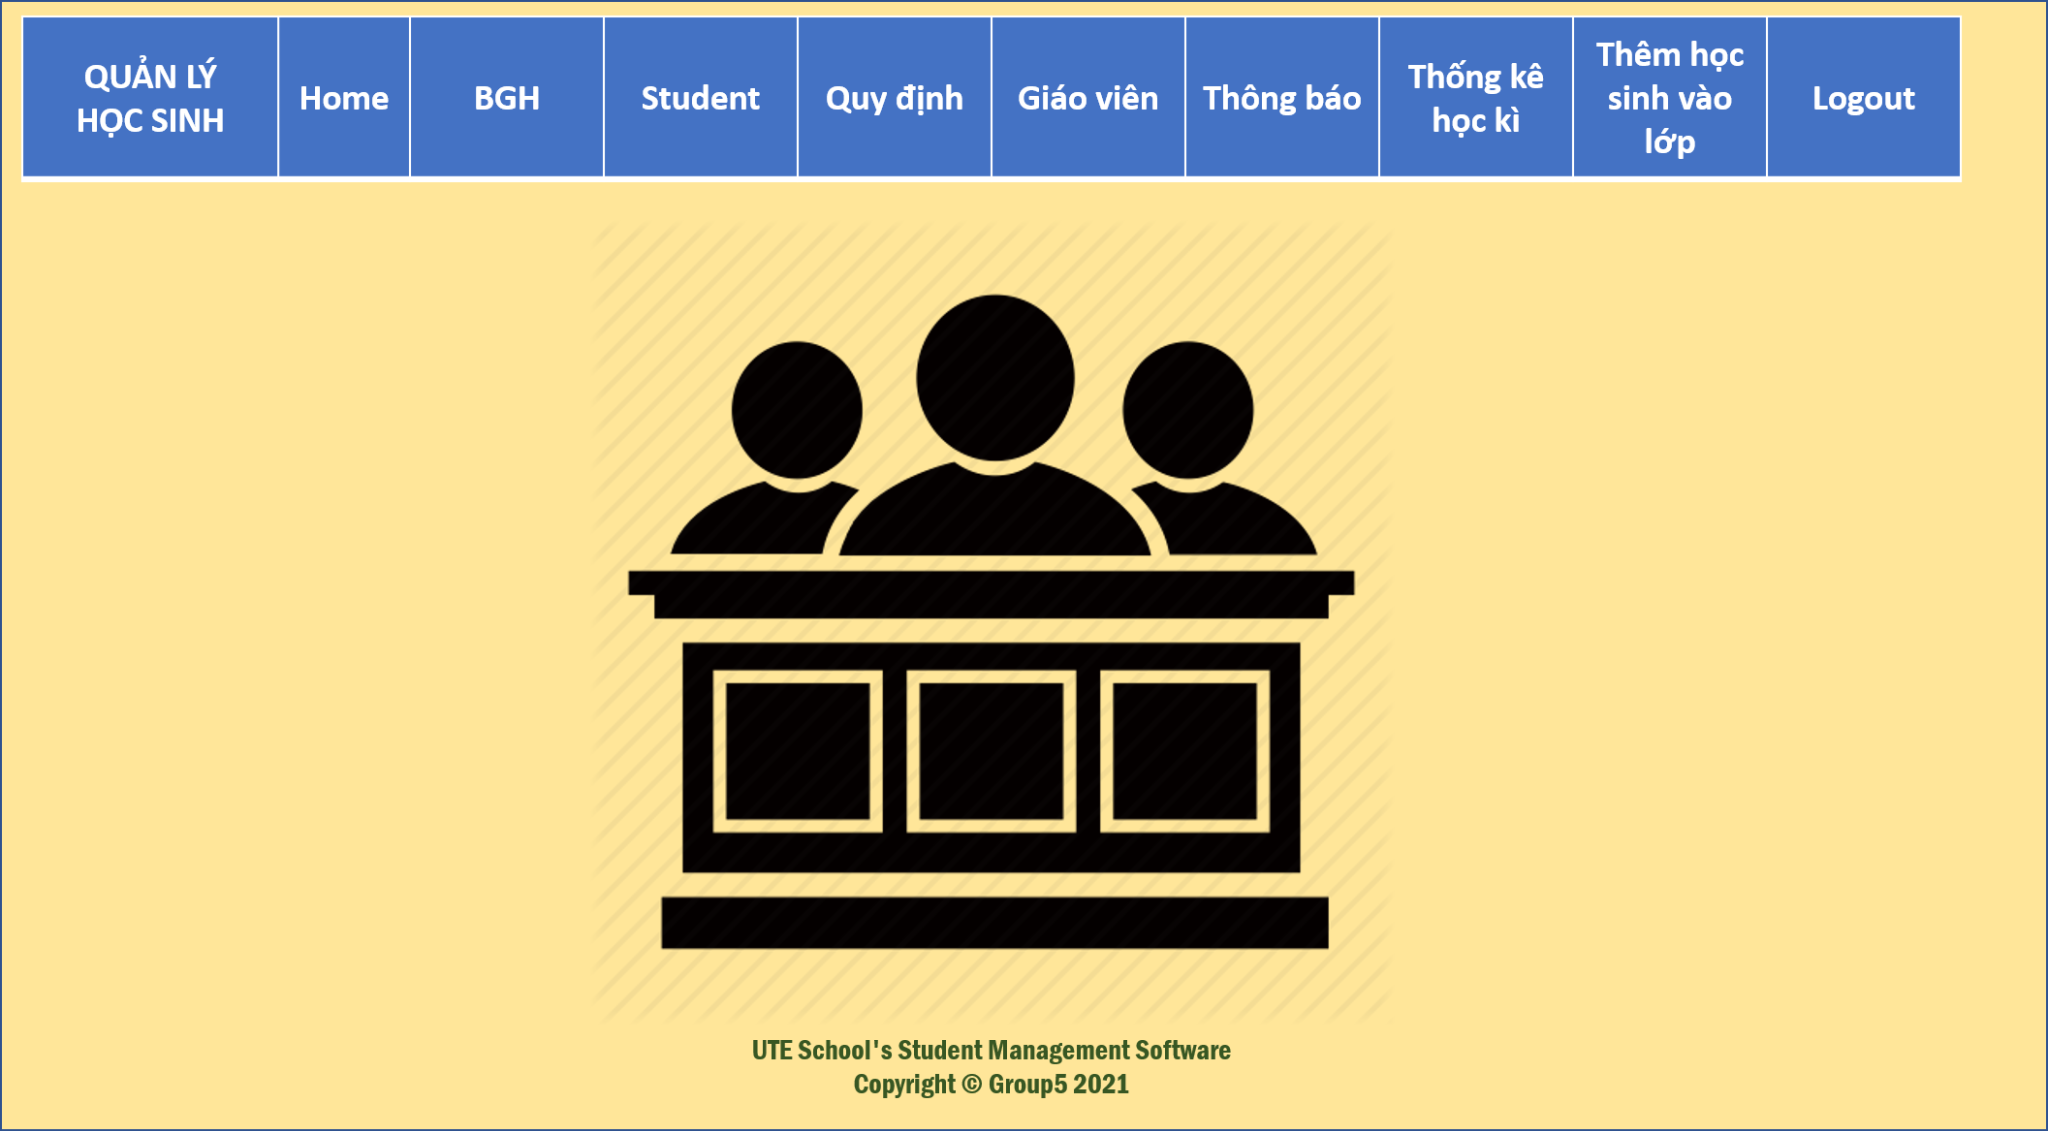 QUẢN LÝ
HỌC SINH
Home
BGH
Student
Quy định
Giáo viên
Thông báo
Thống kê
học kì
Thêm học
sinh vào
lớp
Logout
UTE School's Student Management Software
Copyright © Group5 2021